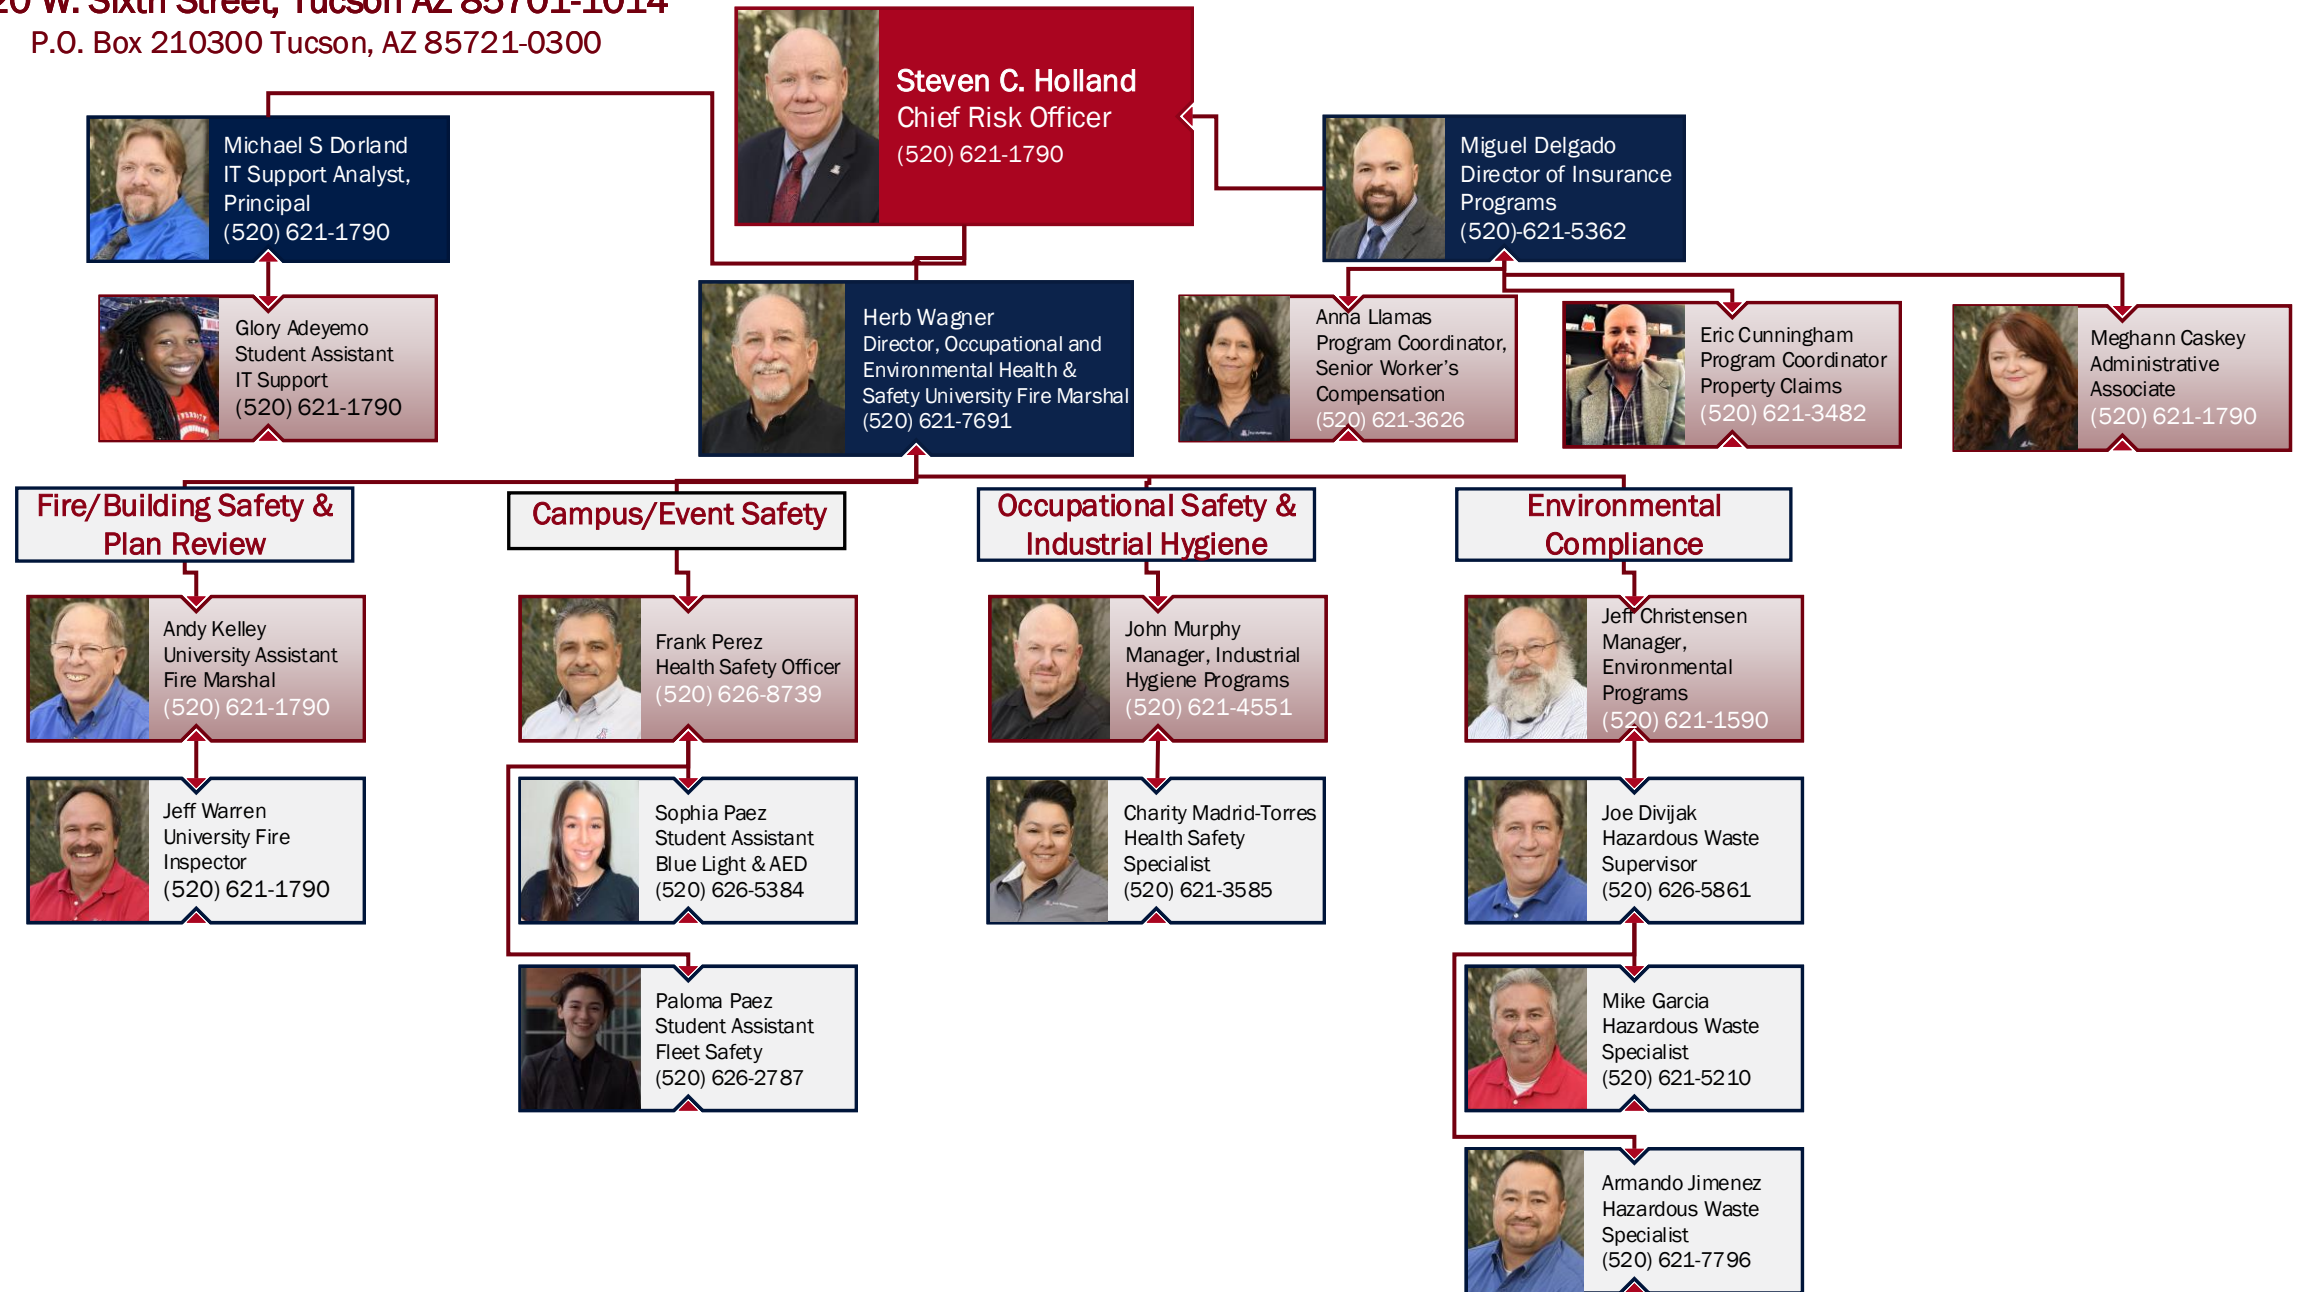 20 W. Sixth Street, Tucson AZ 85701-1014
P.O. Box 210300 Tucson, AZ 85721-0300
Steven C. Holland
Chief Risk Officer
(520) 621-1790
Michael S Dorland
IT Support Analyst,
Principal
(520) 621-1790
Miguel Delgado
Director of Insurance
Programs
(520)-621-5362
Glory Adeyemo
Student Assistant
IT Support
(520) 621-1790
Herb Wagner
Director, Occupational and
Environmental Health &
Safety University Fire Marshal
(520) 621-7691
Anna Llamas
Program Coordinator,
Senior Worker's
Compensation
(520) 621-3626
Eric Cunningham
Program Coordinator
Property Claims
(520) 621-3482
Meghann Caskey
Administrative
Associate
(520) 621-1790
Fire/Building Safety &
Plan Review
Campus/Event Safety
Occupational Safety &
Industrial Hygiene
Environmental
Compliance
Andy Kelley
University Assistant
Fire Marshal
(520) 621-1790
Frank Perez
Health Safety Officer
(520) 626-8739
John Murphy
Manager, Industrial
Hygiene Programs
(520) 621-4551
Jeff Christensen
Manager,
Environmental
Programs
(520) 621-1590
Jeff Warren
University Fire
Inspector
(520) 621-1790
Sophia Paez
Student Assistant
Blue Light & AED
(520) 626-5384
Charity Madrid-Torres
Health Safety
Specialist
(520) 621-3585
Joe Divijak
Hazardous Waste
Supervisor
(520) 626-5861
Paloma Paez
Student Assistant
Fleet Safety
(520) 626-2787
Mike Garcia
Hazardous Waste
Specialist
(520) 621-5210
Armando Jimenez
Hazardous Waste
Specialist
(520) 621-7796